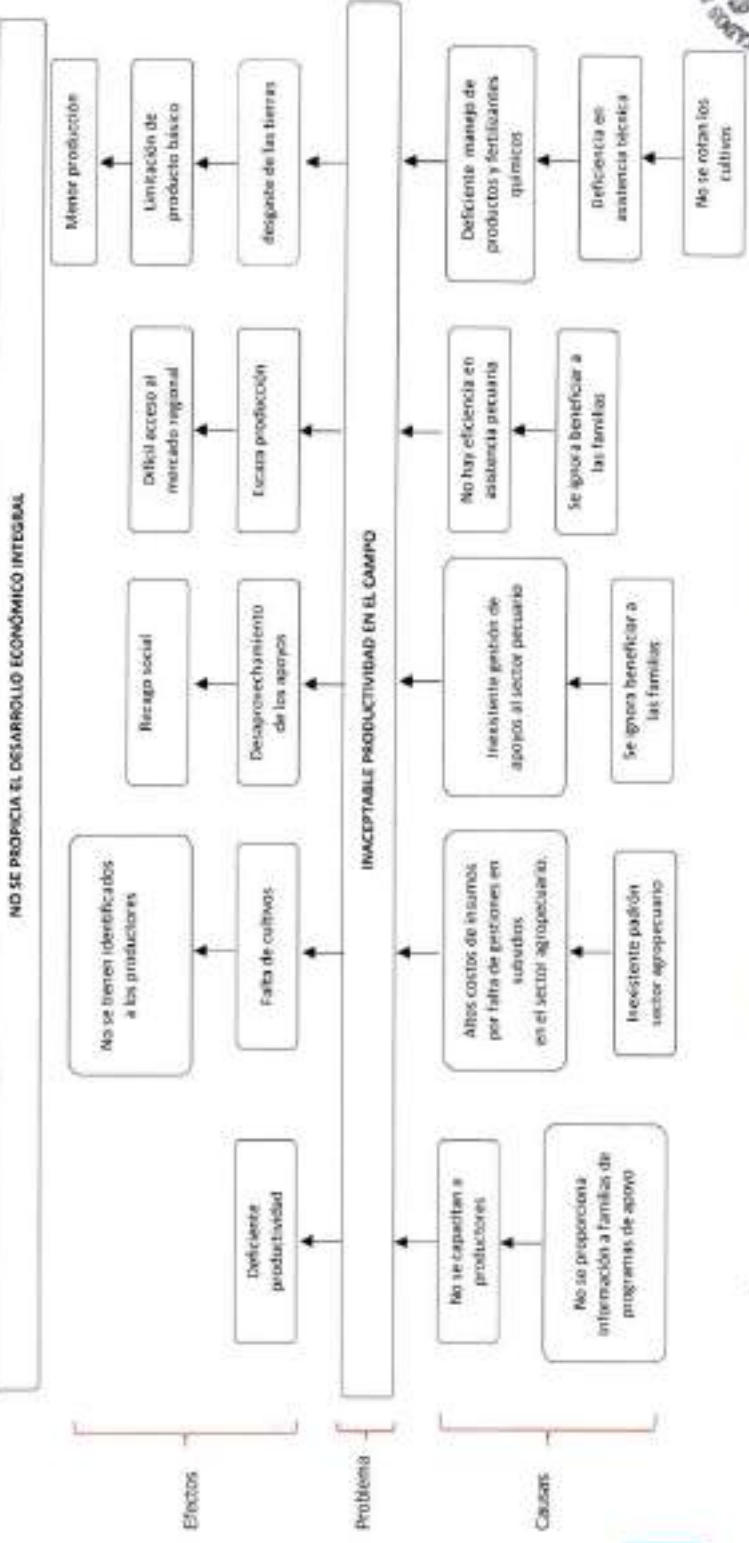 NO SE PROPICIA EL DESARROLLO ECONÓMICO INTEGRAL
Efectos
No se tienen identificados
a los productores
Rezago social
Difícil acceso al
mercado regional
Menor producción
Limitación de
producto básico
Deficiente
productividad
Falta de cultivos
Desaprovechamiento
de los apoyos
Escaza producción
desgaste de las tierras
Problema
INACEPTABLE PRODUCTIVIDAD EN EL CAMPO
Causas
No se capacitan a
productores
Altos costos de insumos
por falta de gestiones en
subsidios
en el sector agropecuario.
Inexistente gestión de
apoyos al sector pecuario
No hay eficiencia en
asistencia pecuaria
Deficiente manejo de
productos y fertilizantes
químicos
No se proporciona
información a familias de
programas de apoyo
Inexistente padrón
sector agropecuario
Se ignora beneficiar a
las familias
Se ignora beneficiar a
las familias
Deficiencia en
asistencia técnica
No se rotan los
cultivos